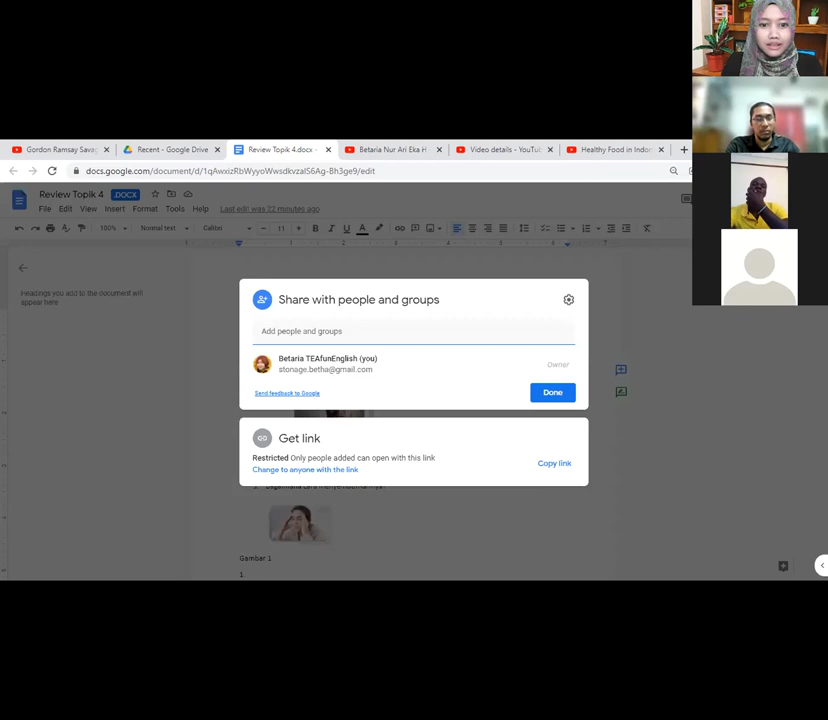 Gordon Ramsay Sava
Recent - Google Drive
Review Topik 4.docx -
Betaria Nur Ari Eka H
Video details - YouTu
Healthy Food in Indo
docs.google.com/document/d/
/edit
Review Topik 4 .DOCX
File Edit View Insert Format Tools Help Last edit was 22 minutes ago
100% Normal text Calibri 11
Headings you add to the document will
appear here
Share with people and groups
Add people and groups
Betaria TEAfunEnglish (you)
stonage.betha@gmail.com
Owner
Send feedback to Google
Done
Get link
Restricted Only people added can open with this link
Change to anyone with the link
Copy link
Gambar 1
1.